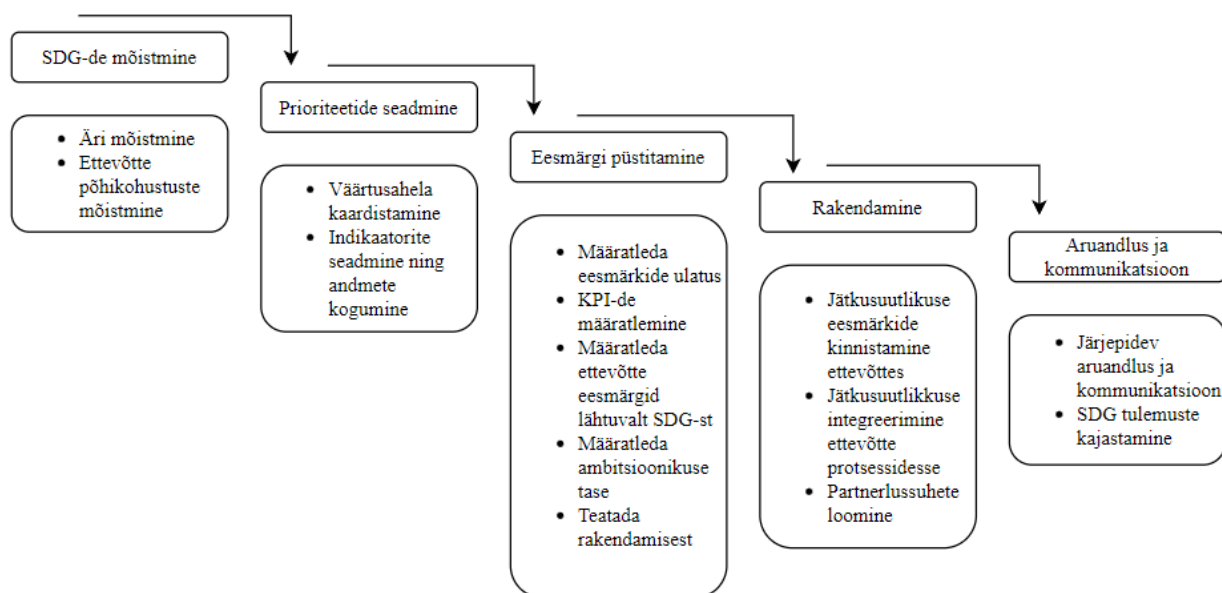 SDG-de mõistmine
• Äri mõistmine
• Ettevõtte
põhikohustuste
mõistmine
Prioriteetide seadmine
• Väärtusahela
kaardistamine
• Indikaatorite
seadmine ning
andmete
kogumine
Eesmärgi püstitamine
• Määratleda
eesmärkide ulatus
• KPI-de
määratlemine
• Määratleda
ettevõtte
eesmärgid
lähtuvalt SDG-st
• Määratleda
ambitsioonikuse
tase
• Teatada
rakendamisest
Rakendamine
• Jätkusuutlikuse
eesmärkide
kinnistamine
ettevõttes
• Jätkusuutlikkuse
integreerimine
ettevõtte
protsessidesse
• Partnerlussuhete
loomine
Aruandlus ja
kommunikatsioon
• Järjepidev
aruandlus ja
kommunikatsioon
• SDG tulemuste
kajastamine